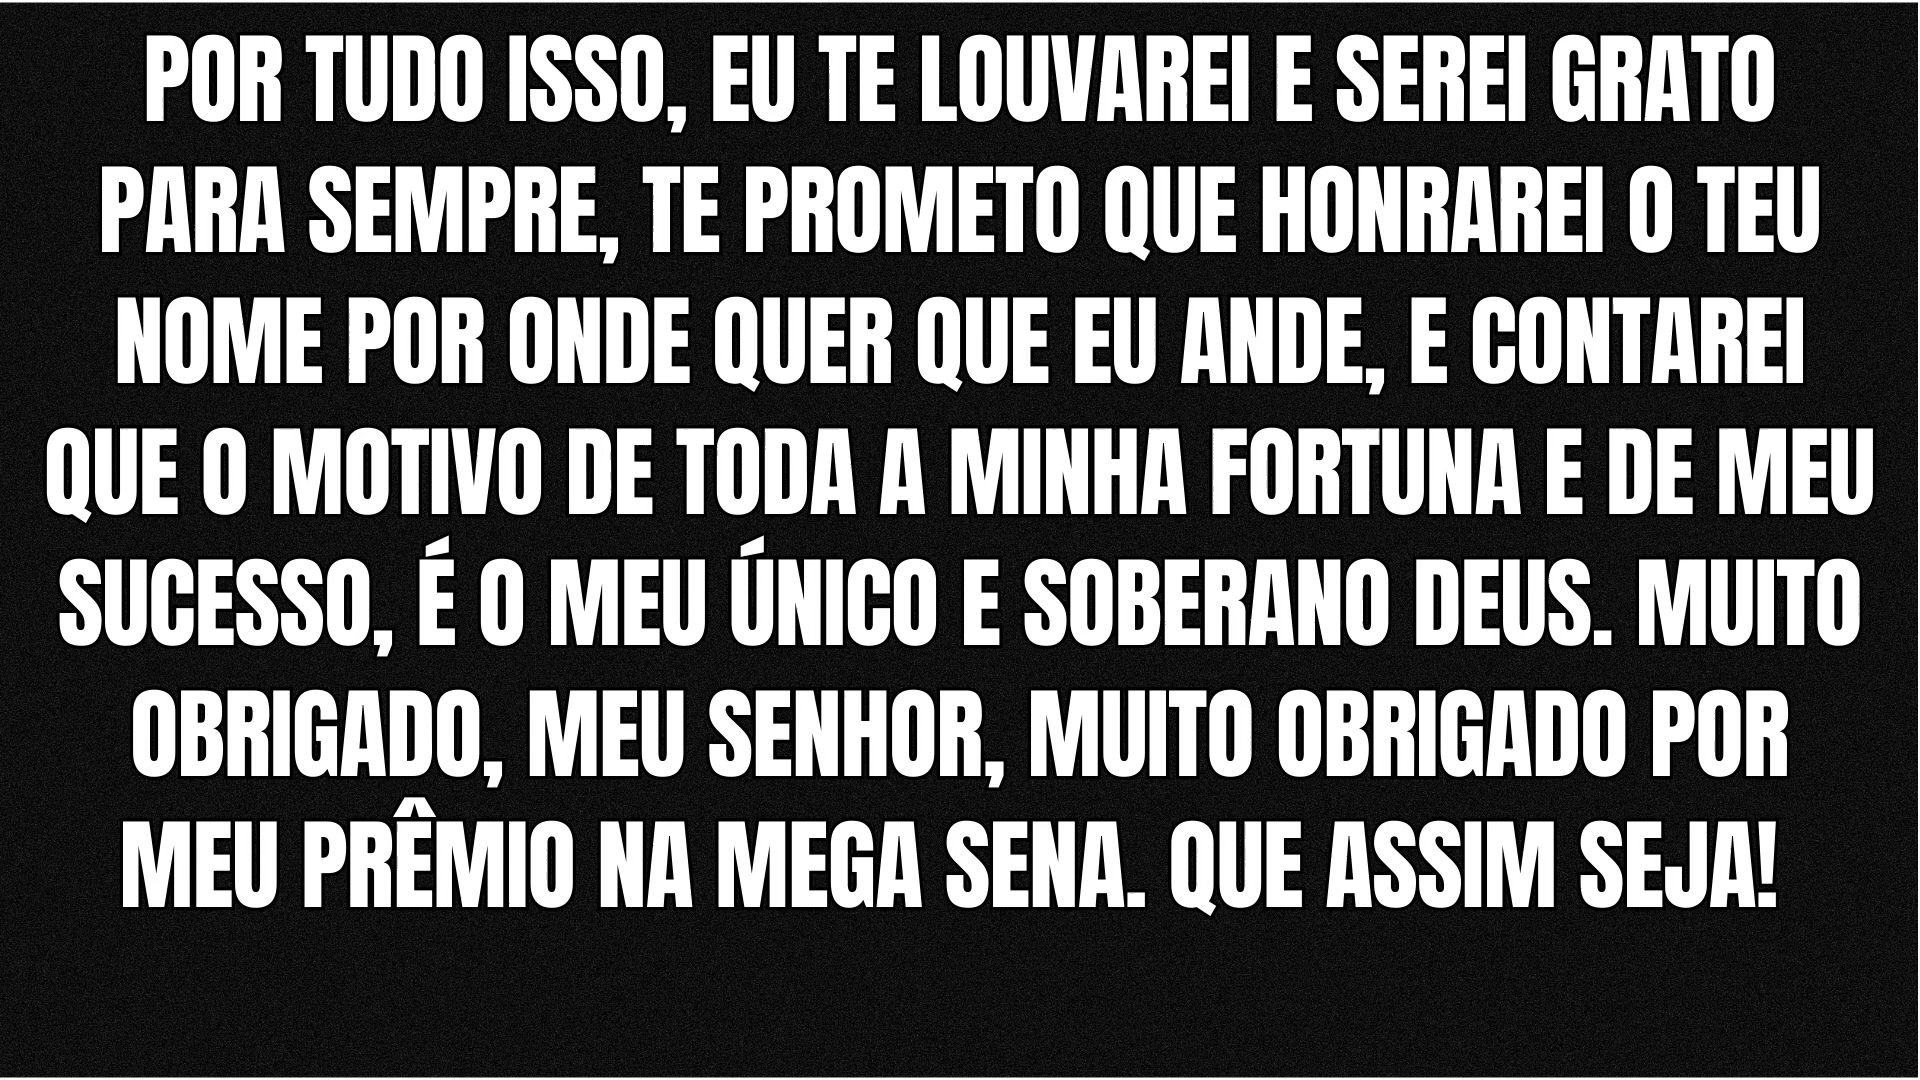 POR TUDO ISSO, EU TE LOUVAREI E SEREI GRATO
PARA SEMPRE, TE PROMETO QUE HONRAREI O TEU
NOME POR ONDE QUER QUE EU ANDE, E CONTAREI
QUE O MOTIVO DE TODA A MINHA FORTUNA E DE MEU
SUCESSO, É O MEU ÚNICO E SOBERANO DEUS. MUITO
OBRIGADO, MEU SENHOR, MUITO OBRIGADO POR
MEU PRÊMIO NA MEGA SENA. QUE ASSIM SEJA!